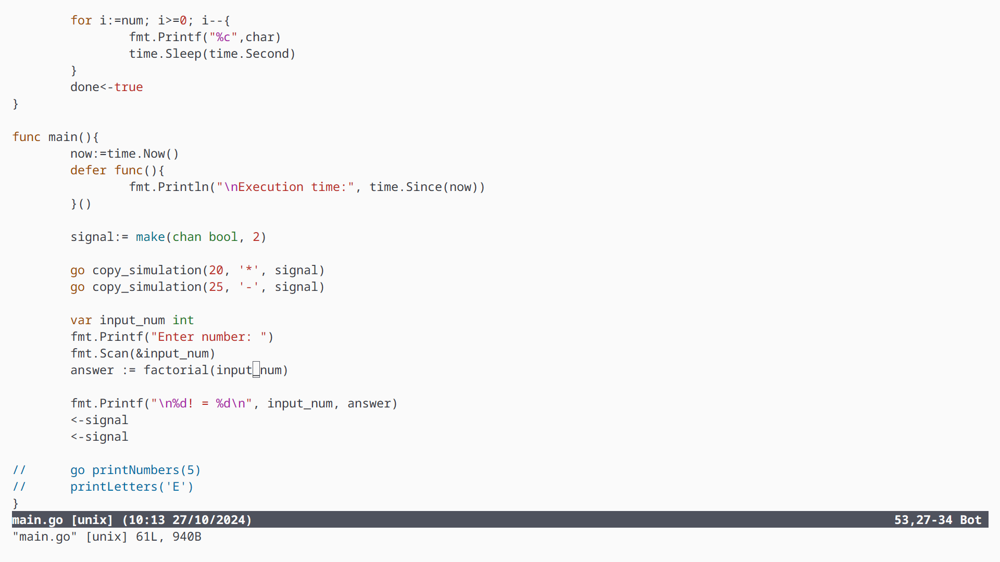 for i:=num; i>=0; i--{
fmt.Printf("%c",char)
time.Sleep(time.Second)
}
done<-true
}
func main(){
now:=time.Now()
defer func(){
fmt.Println("\nExecution time:", time.Since(now))
}()
signal:= make(chan bool, 2)
go copy_simulation(20, '*', signal)
go copy_simulation(25, '-', signal)
var input_num int
fmt.Printf("Enter number: ")
fmt.Scan(&input_num)
answer := factorial(input_num)
fmt.Printf("\n%d! = %d\n", input_num, answer)
<-signal
<-signal
//      go printNumbers(5)
//      printLetters('E')
}
main.go [unix] (10:13 27/10/2024) 53,27-34 Bot
"main.go" [unix] 61L, 940B